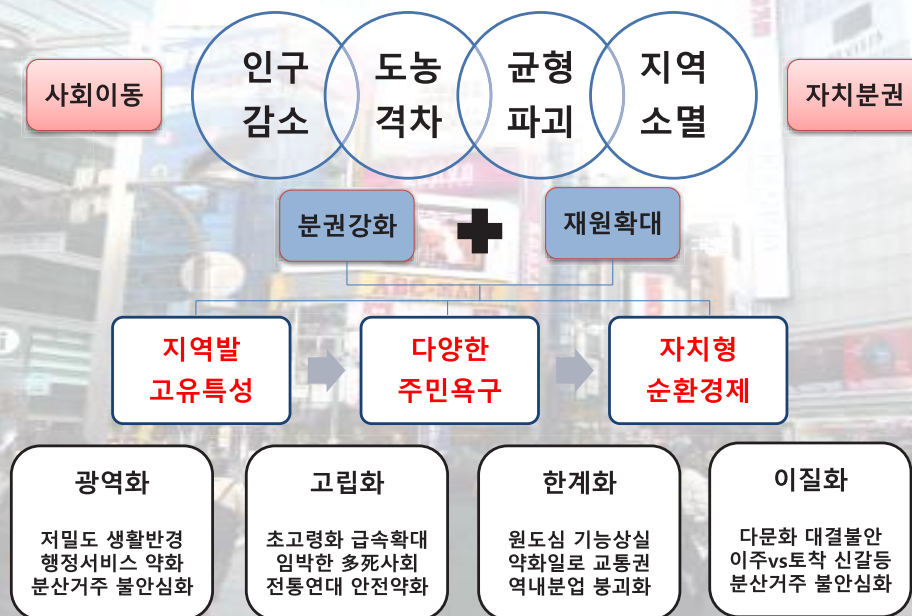 사회이동
인구
감소
도농
격차
균형
파괴
지역
소멸
자치분권
분권강화
재원확대
ABC-MART
지역발
고유특성
다양한
주민욕구
자치형
순환경제
광역화
저밀도 생활반경
행정서비스 약화
분산거주 불안심화
고립화
초고령화 급속확대
임박한 多死사회
전통연대 안전약화
한계화
원도심 기능상실
약화일로 교통권
역내분업 붕괴화
이질화
다문화 대결불안
이주vs토착 신갈등
분산거주 불안심화